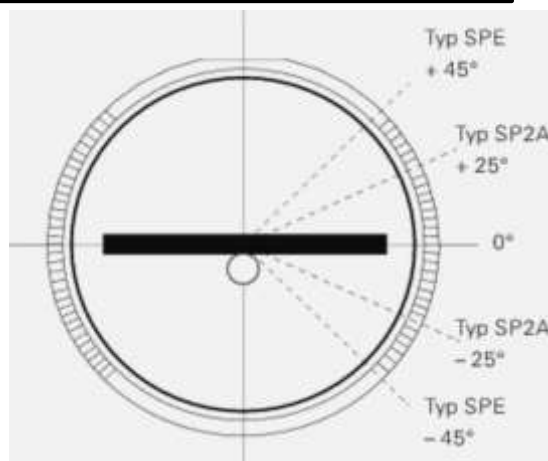 Typ SPE
+ 45°
Typ SP2A
+ 25°
0°
Typ SP2A
– 25°
Typ SPE
– 45°